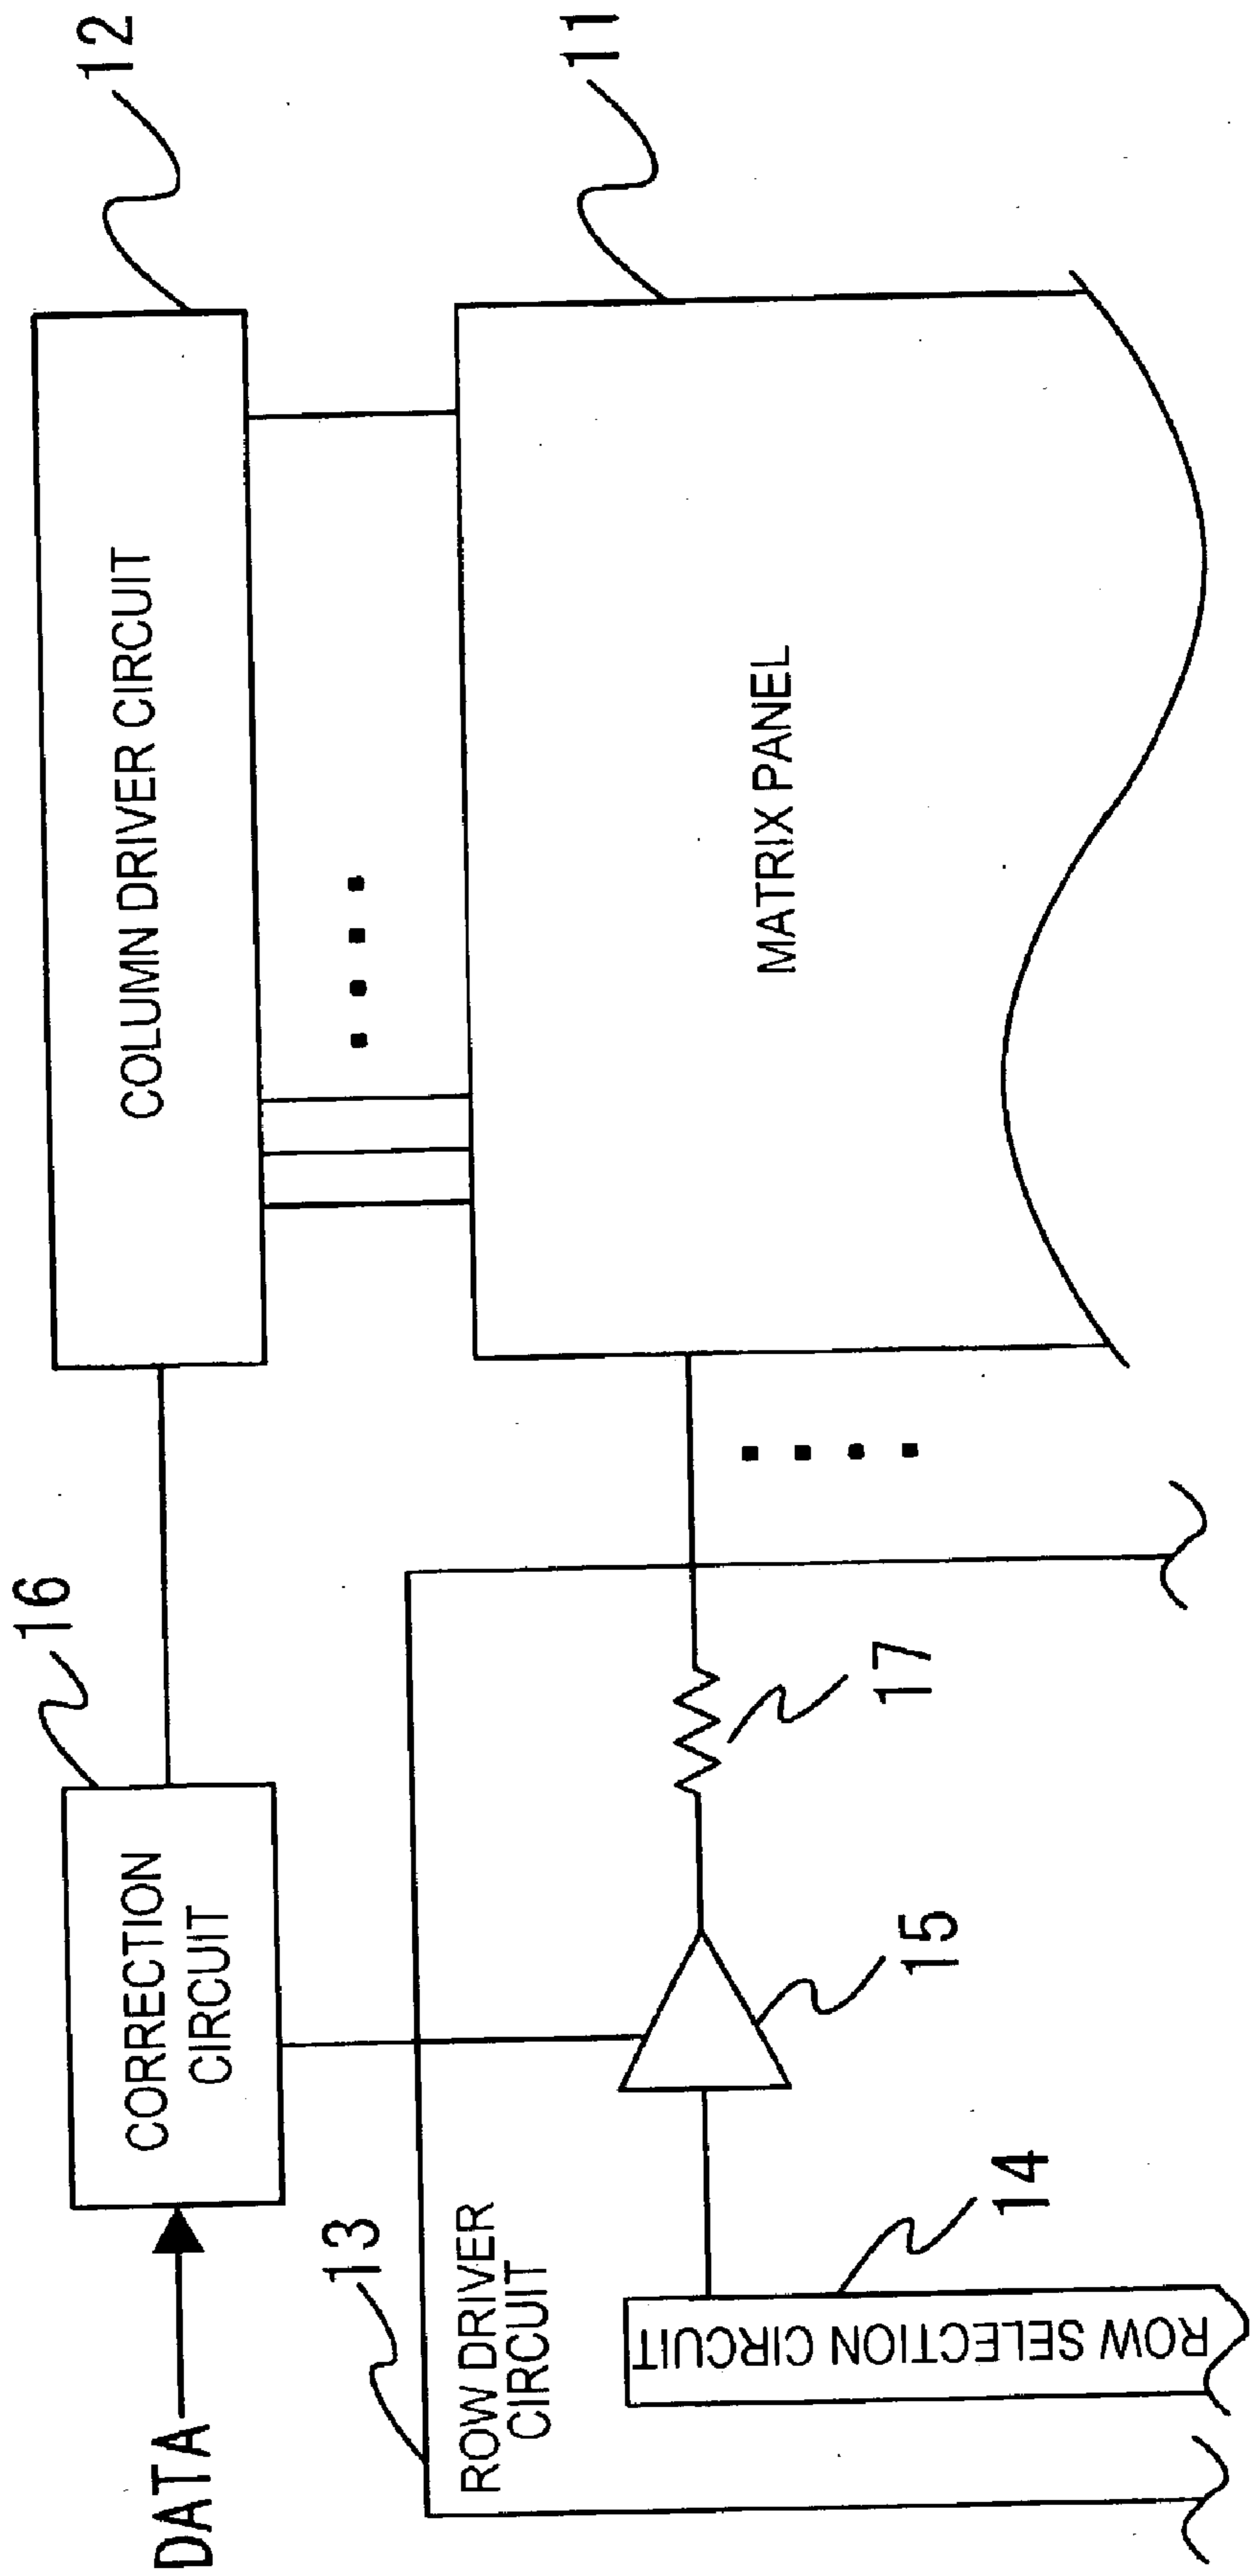 12
COLUMN DRIVER CIRCUIT
11
MATRIX PANEL
16
CORRECTION
CIRCUIT
DATA
13
ROW DRIVER
CIRCUIT
17
15
14
ROW SELECTION CIRCUIT